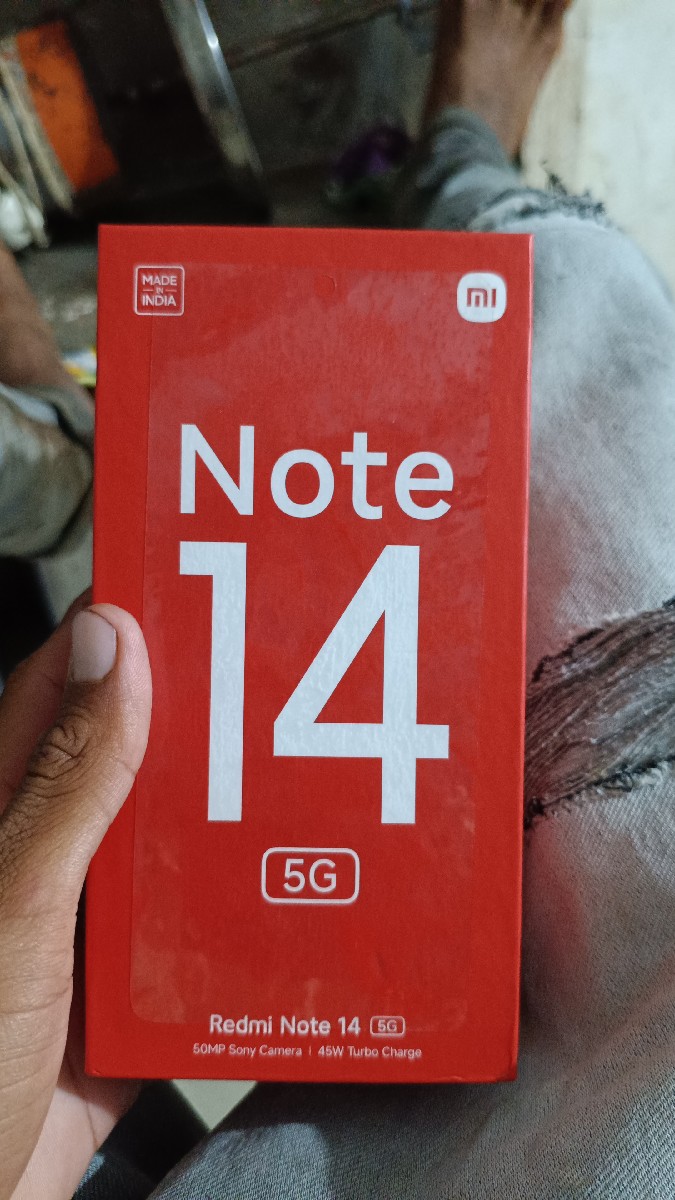 MADE
IN
INDIA
mi
Note
14
5G
Redmi Note 14 5G
50MP Sony Camera | 45W Turbo Charge